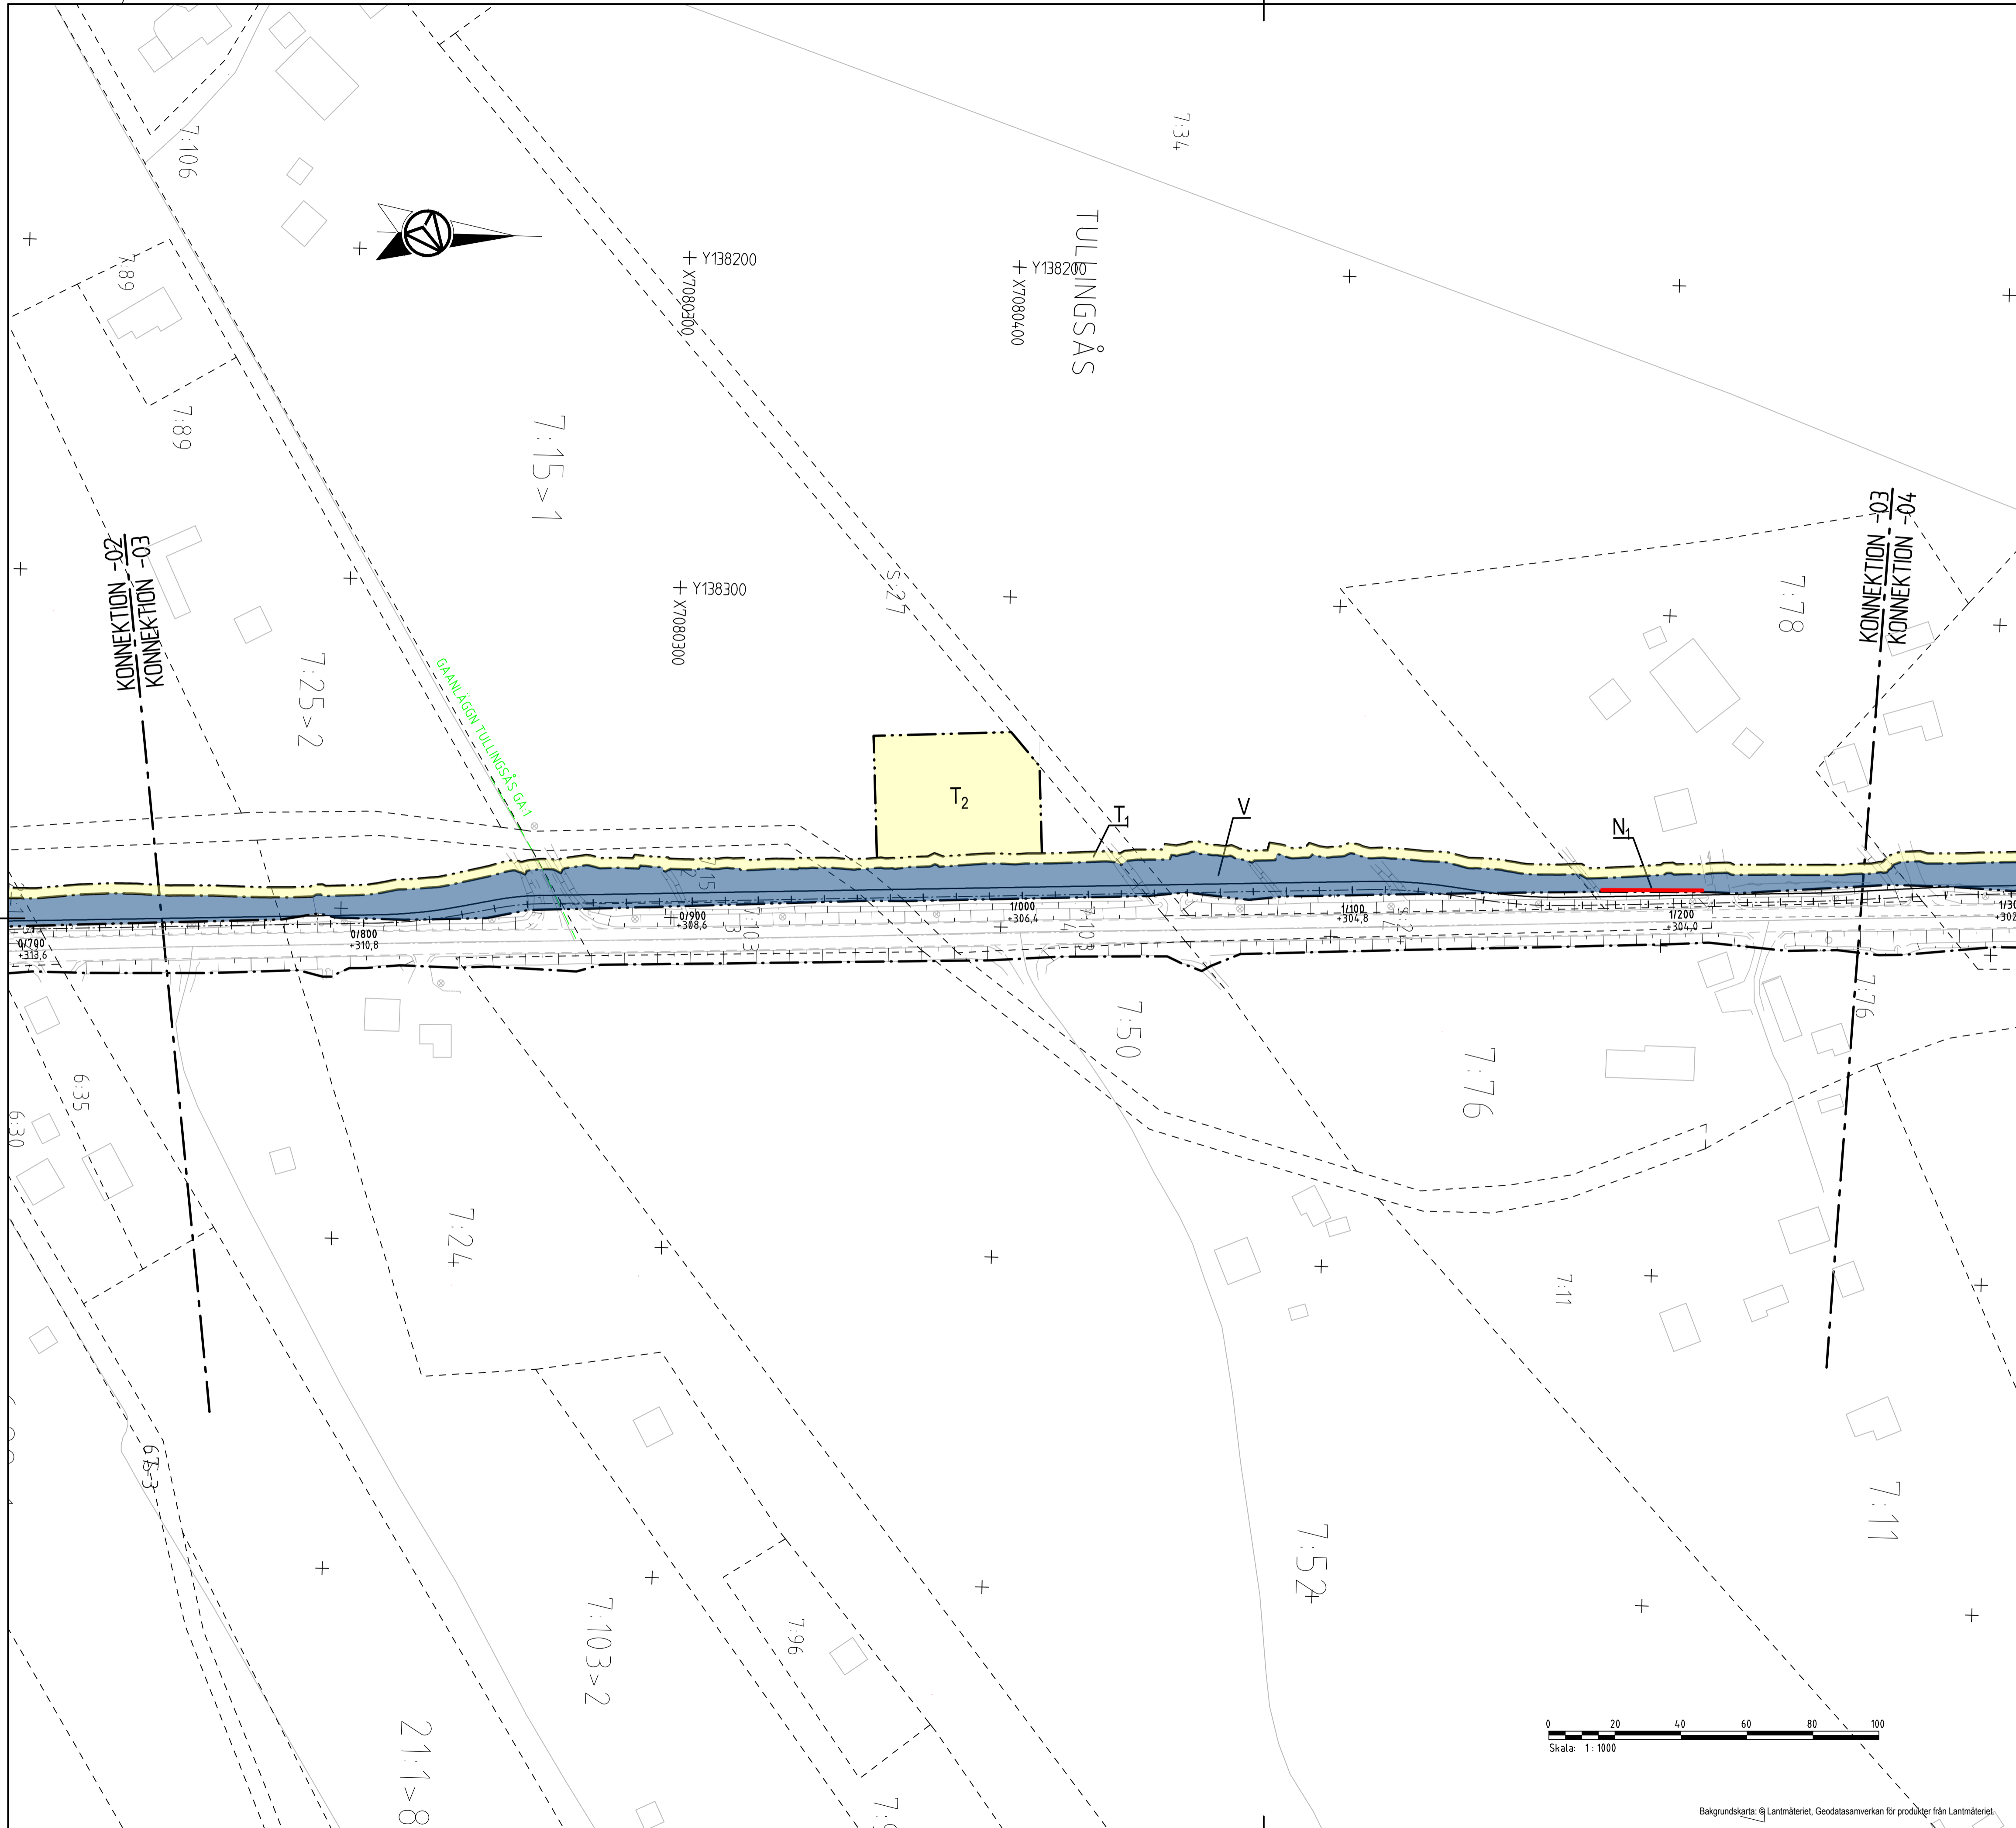 7:106
7:34
7:89
Y138200
X7080300
Y138200
X7080400
TULLINGSÅS
7:89
7:15>1
KONNEKTION -02
KONNEKTION -03
KONNEKTION -03
KONNEKTION -04
S:27
Y138300
X7080300
7:78
7:25>2
GAANLÄGGN TULLINGSÅS GA:1
T2
T1
V
N1
0/700
+313,6
0/800
+310,8
0/900
+308,6
1/000
+306,4
1/100
+304,8
1/200
+304,0
7:76
7:50
7:76
6:35
6:30
7:24
7:11
7:11
7:52
7:103>2
7:96
21:1>8
0 20 40 60 80 100
Skala: 1:1000
Bakgrundskarta: © Lantmäteriet, Geodatasamverkan för produkter från Lantmäteriet.